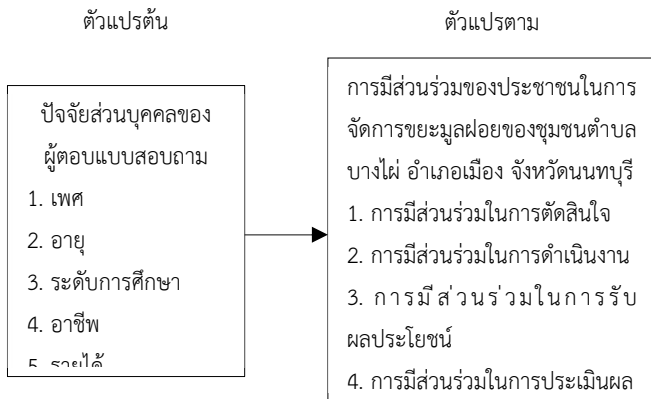 ตัวแปรต้น
ตัวแปรตาม
ปัจจัยส่วนบุคคลของ
ผู้ตอบแบบสอบถาม
1. เพศ
2. อายุ
3. ระดับการศึกษา
4. อาชีพ
5. รายได้
การมีส่วนร่วมของประชาชนในการ
จัดการขยะมูลฝอยของชุมชนตำบล
บางไผ่ อำเภอเมือง จังหวัดนนทบุรี
1. การมีส่วนร่วมในการตัดสินใจ
2. การมีส่วนร่วมในการดำเนินงาน
3. การมีส่วนร่วมในการรับ
ผลประโยชน์
4. การมีส่วนร่วมในการประเมินผล